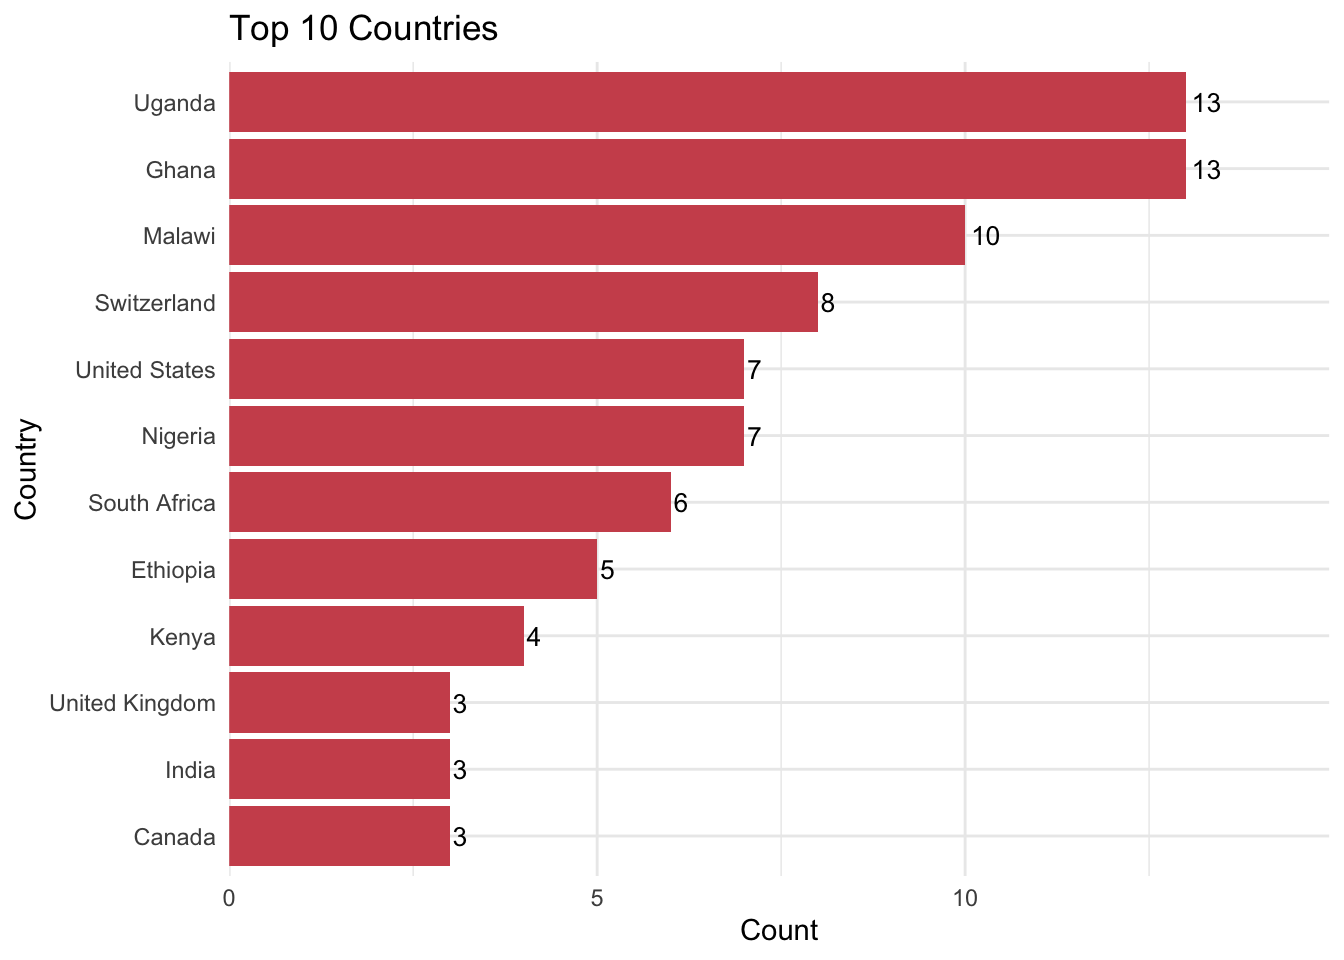 Top 10 Countries
Country
Uganda 13
Ghana 13
Malawi 10
Switzerland 8
United States 7
Nigeria 7
South Africa 6
Ethiopia 5
Kenya 4
United Kingdom 3
India 3
Canada 3
0 5 10
Count